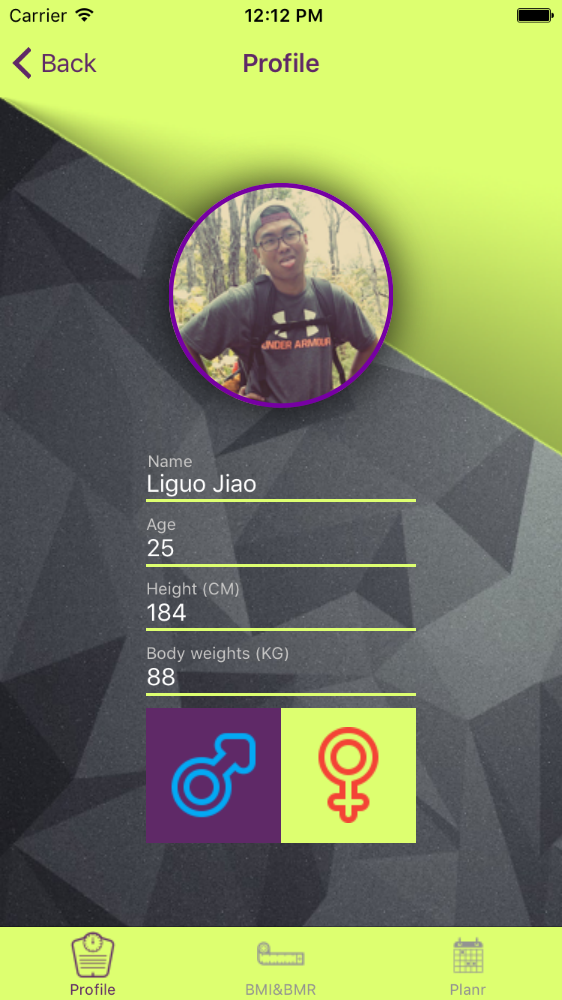 Carrier 12:12 PM
Back Profile
UNDER ARMOUR
Name
Liguo Jiao
Age
25
Height (CM)
184
Body weights (KG)
88
Profile BMI&BMR Planr